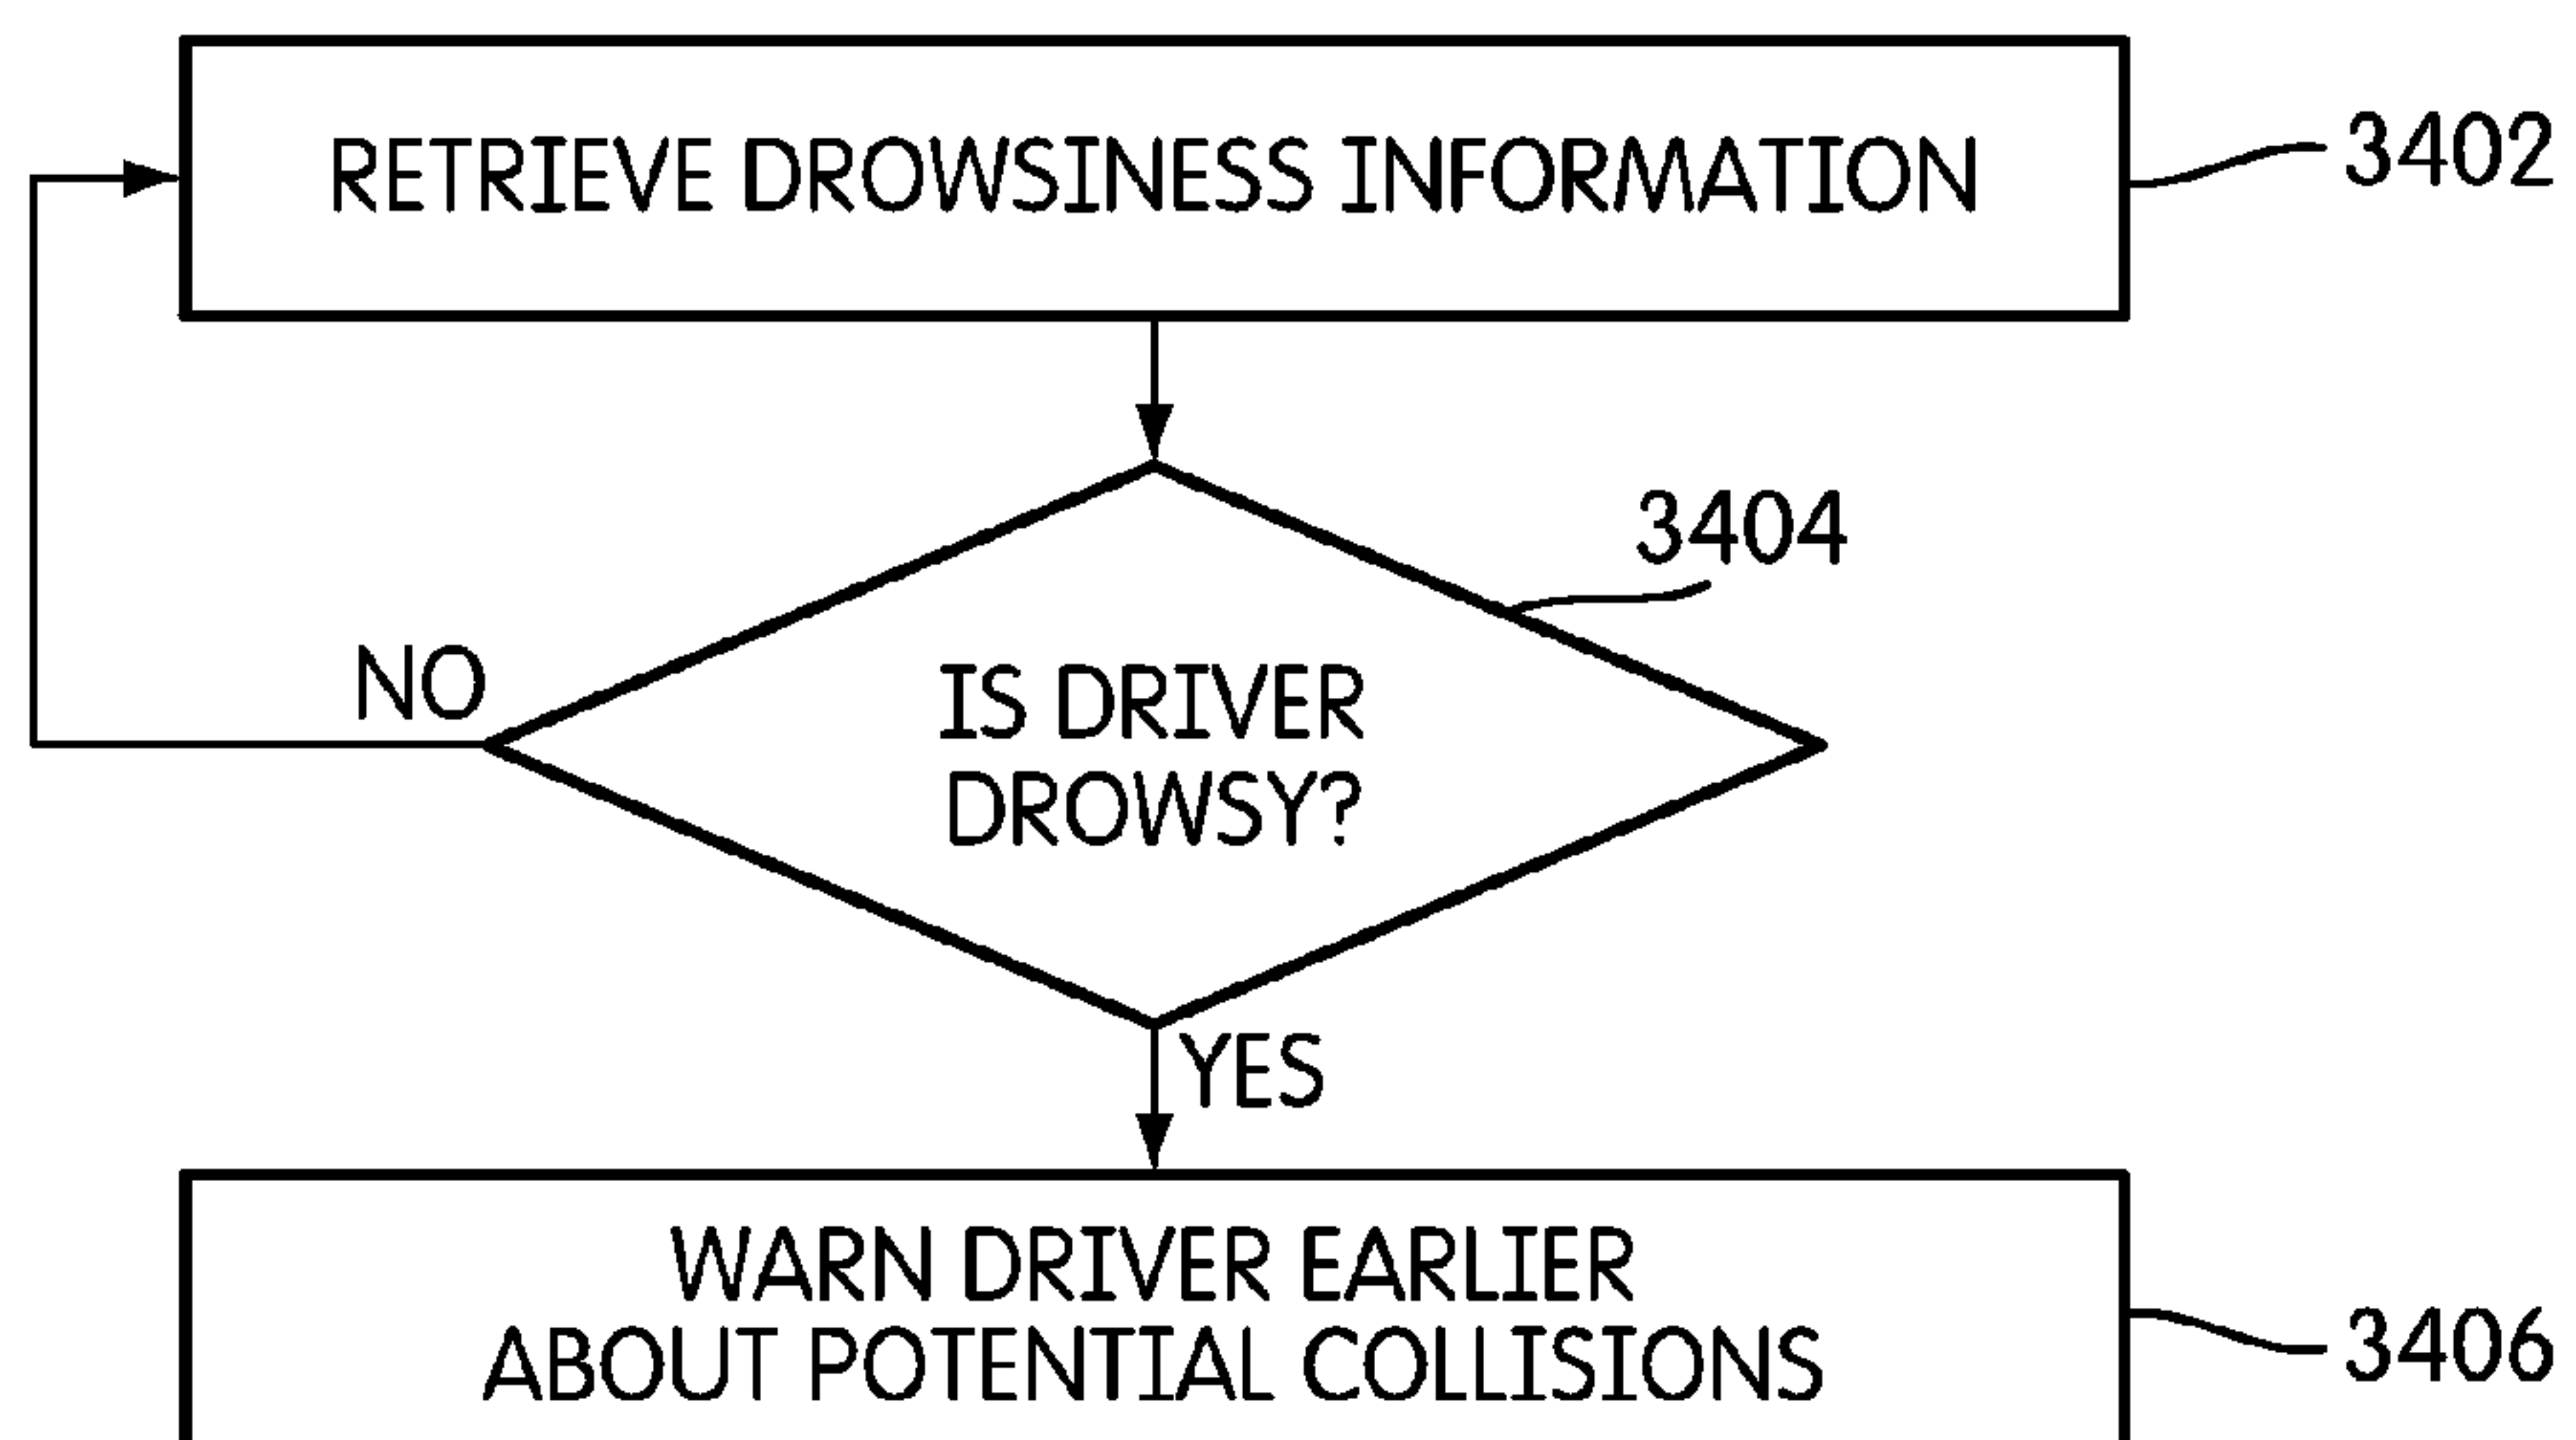 RETRIEVE DROWSINESS INFORMATION
3402
3404
NO
IS DRIVER
DROWSY?
YES
WARN DRIVER EARLIER
ABOUT POTENTIAL COLLISIONS
3406